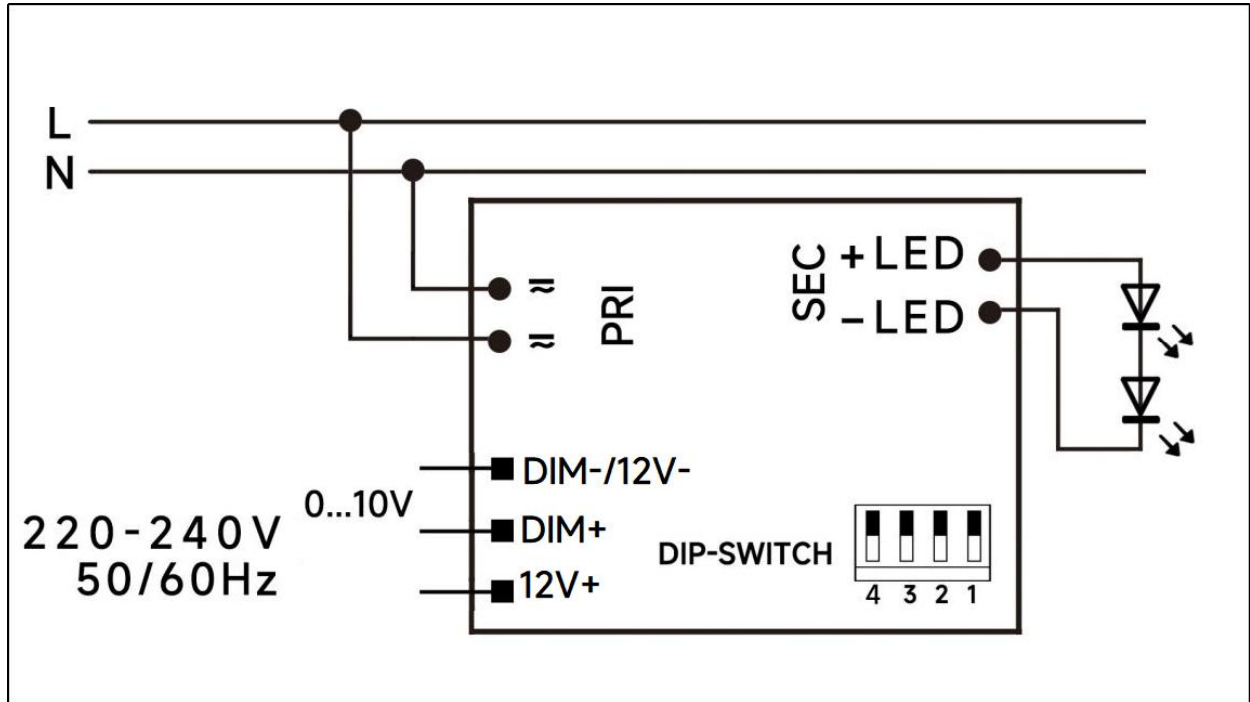 L
N
PRI
SEC
+LED
-LED
DIM-/12V-
0...10V
DIM+
12V+
220-240V
50/60Hz
DIP-SWITCH
4 3 2 1